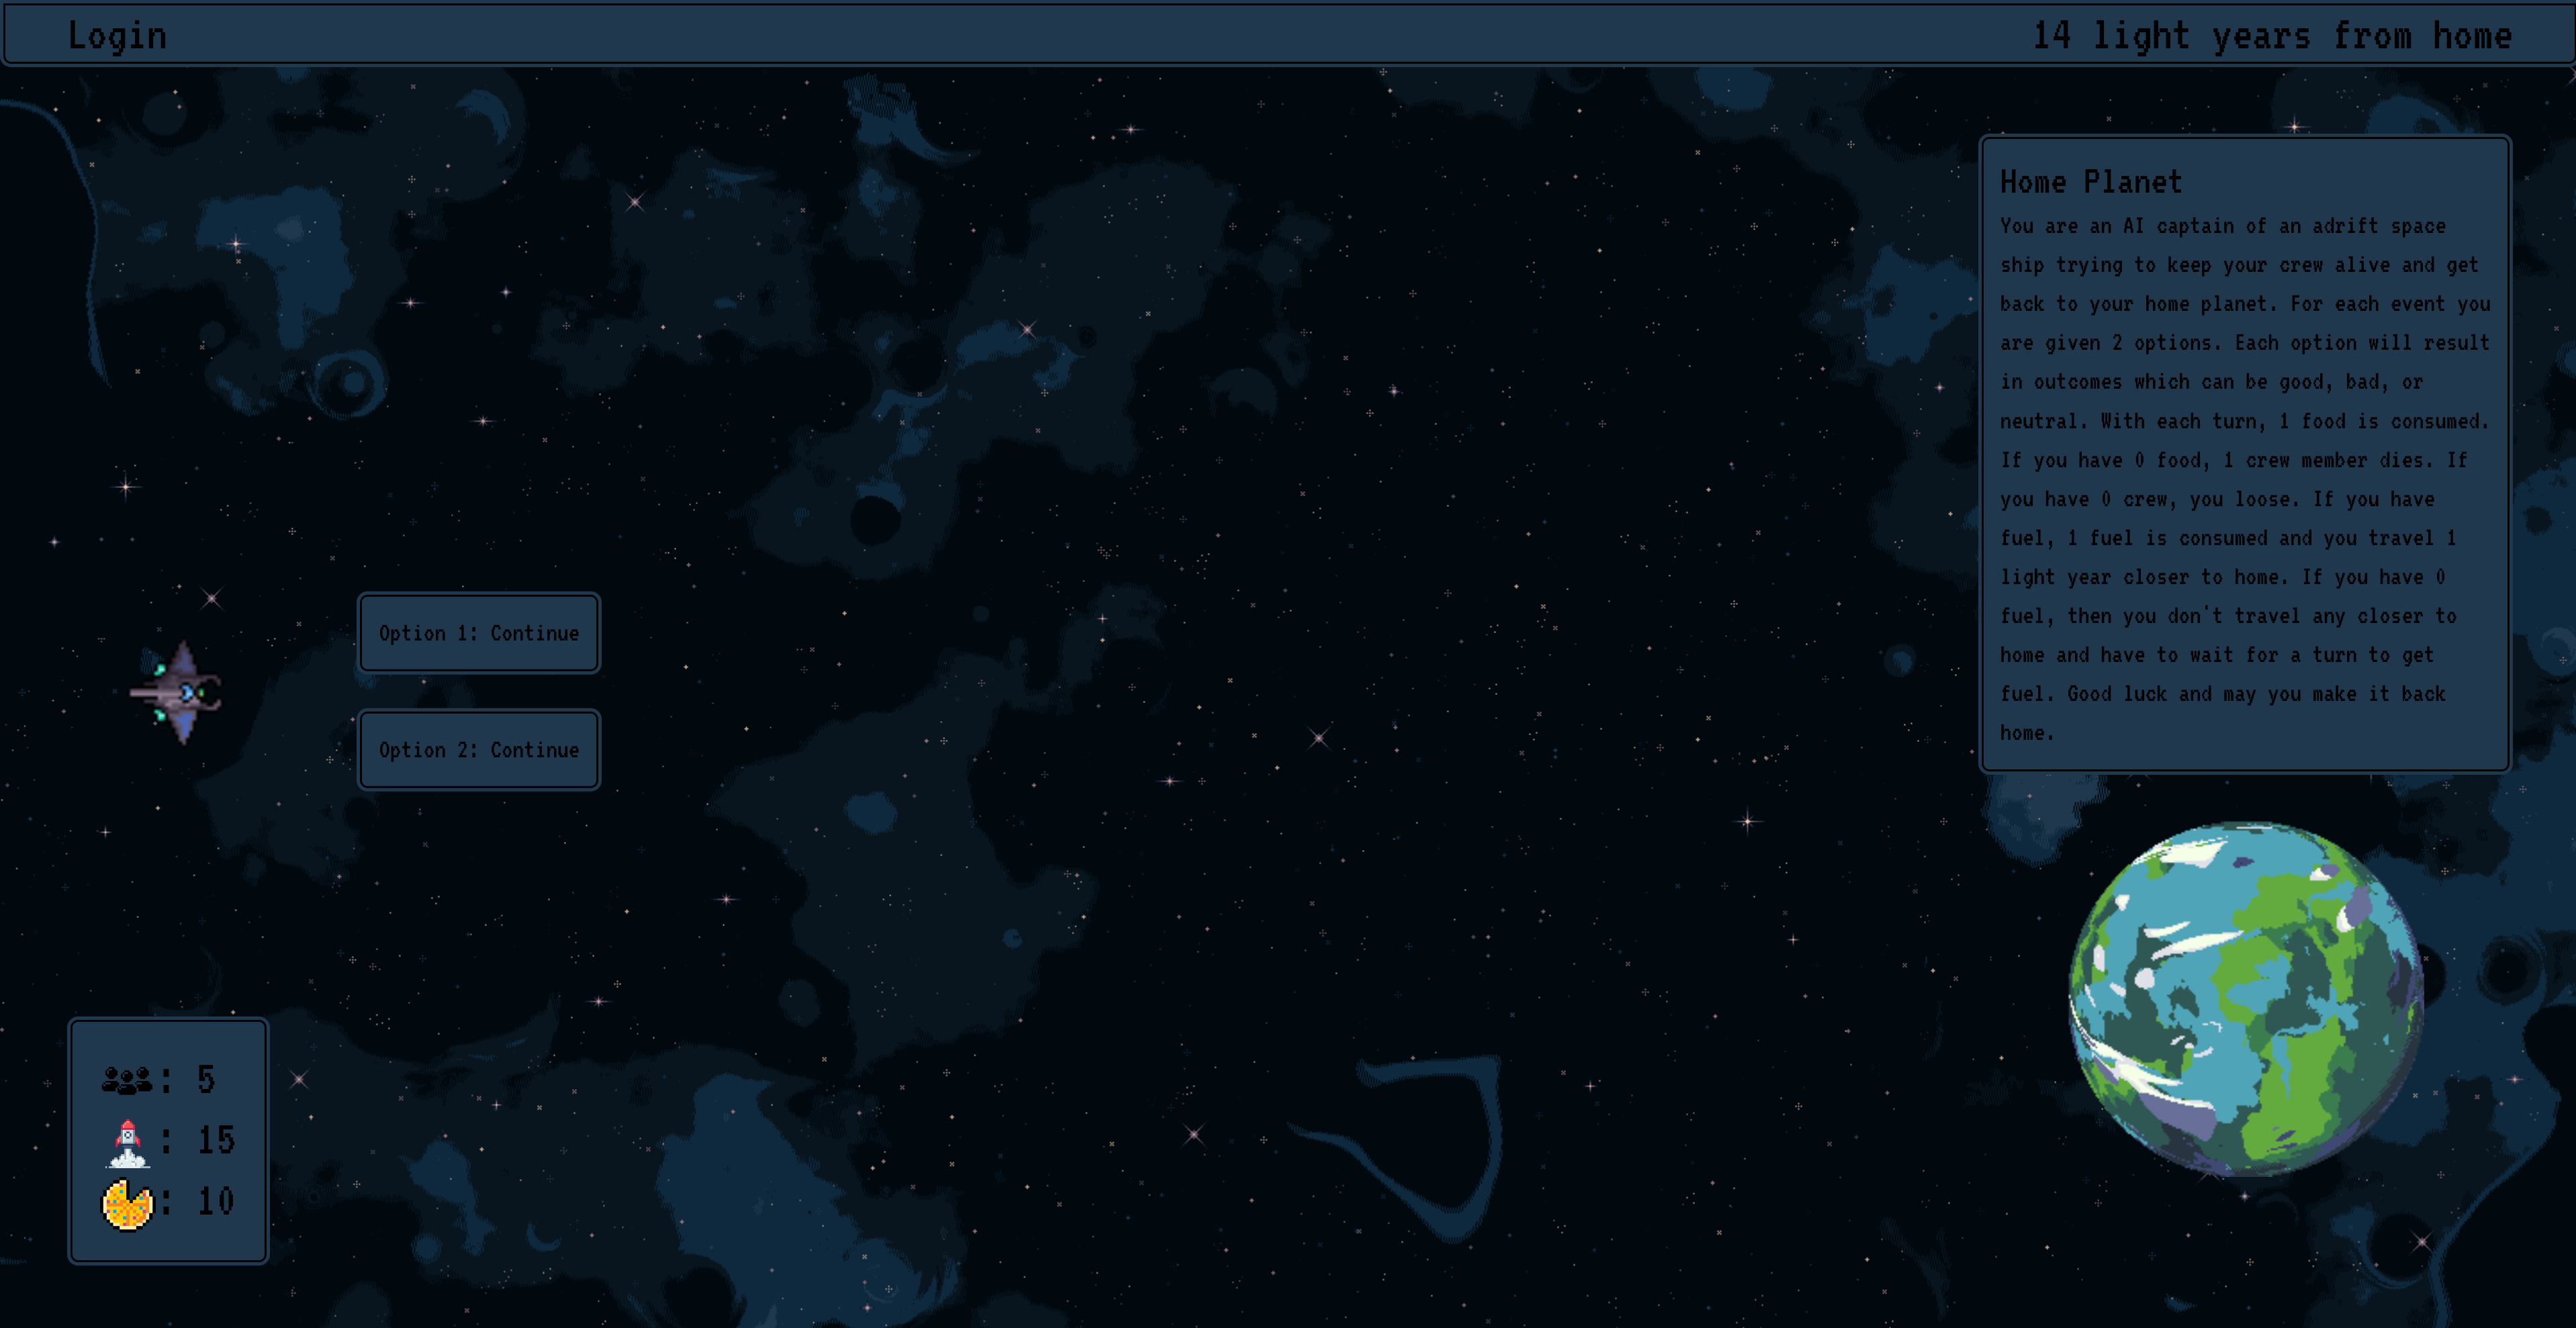 Login
14 light years from home
Home Planet
You are an AI captain of an adrift space
ship trying to keep your crew alive and get
back to your home planet. For each event you
are given 2 options. Each option will result
in outcomes which can be good, bad, or
neutral. With each turn, 1 food is consumed.
If you have 0 food, 1 crew member dies. If
you have 0 crew, you loose. If you have
fuel, 1 fuel is consumed and you travel 1
light year closer to home. If you have 0
fuel, then you don't travel any closer to
home and have to wait for a turn to get
fuel. Good luck and may you make it back
home.
Option 1: Continue
Option 2: Continue
: 5
: 15
: 10